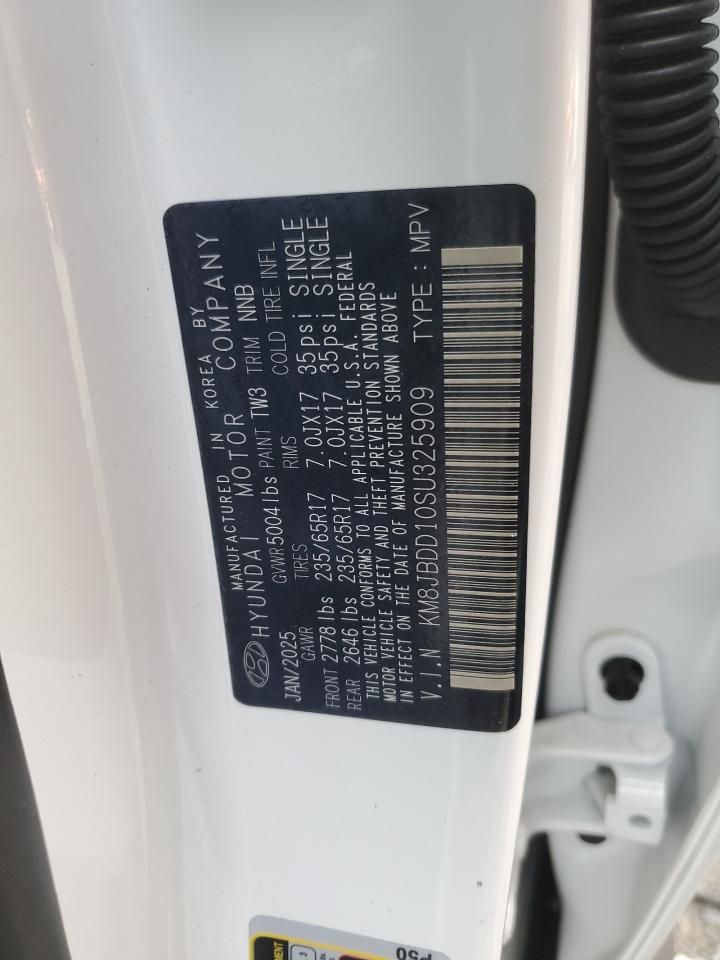 MANUFACTURED IN KOREA BY
HYUNDAI MOTOR COMPANY
JAN/2025 GVWR 5004 lbs PAINT TW3 TRIM NNB
GAWR TIRES RIMS COLD TIRE INFL
FRONT 2778 lbs 235/65R17 7.0JX17 35psi SINGLE
REAR 2646 lbs 235/65R17 7.0JX17 35psi SINGLE
THIS VEHICLE CONFORMS TO ALL APPLICABLE U.S.A. FEDERAL
MOTOR VEHICLE SAFETY AND THEFT PREVENTION STANDARDS
IN EFFECT ON THE DATE OF MANUFACTURE SHOWN ABOVE
V.I.N KM8JBDD10SU325909 TYPE : MPV
P50
3